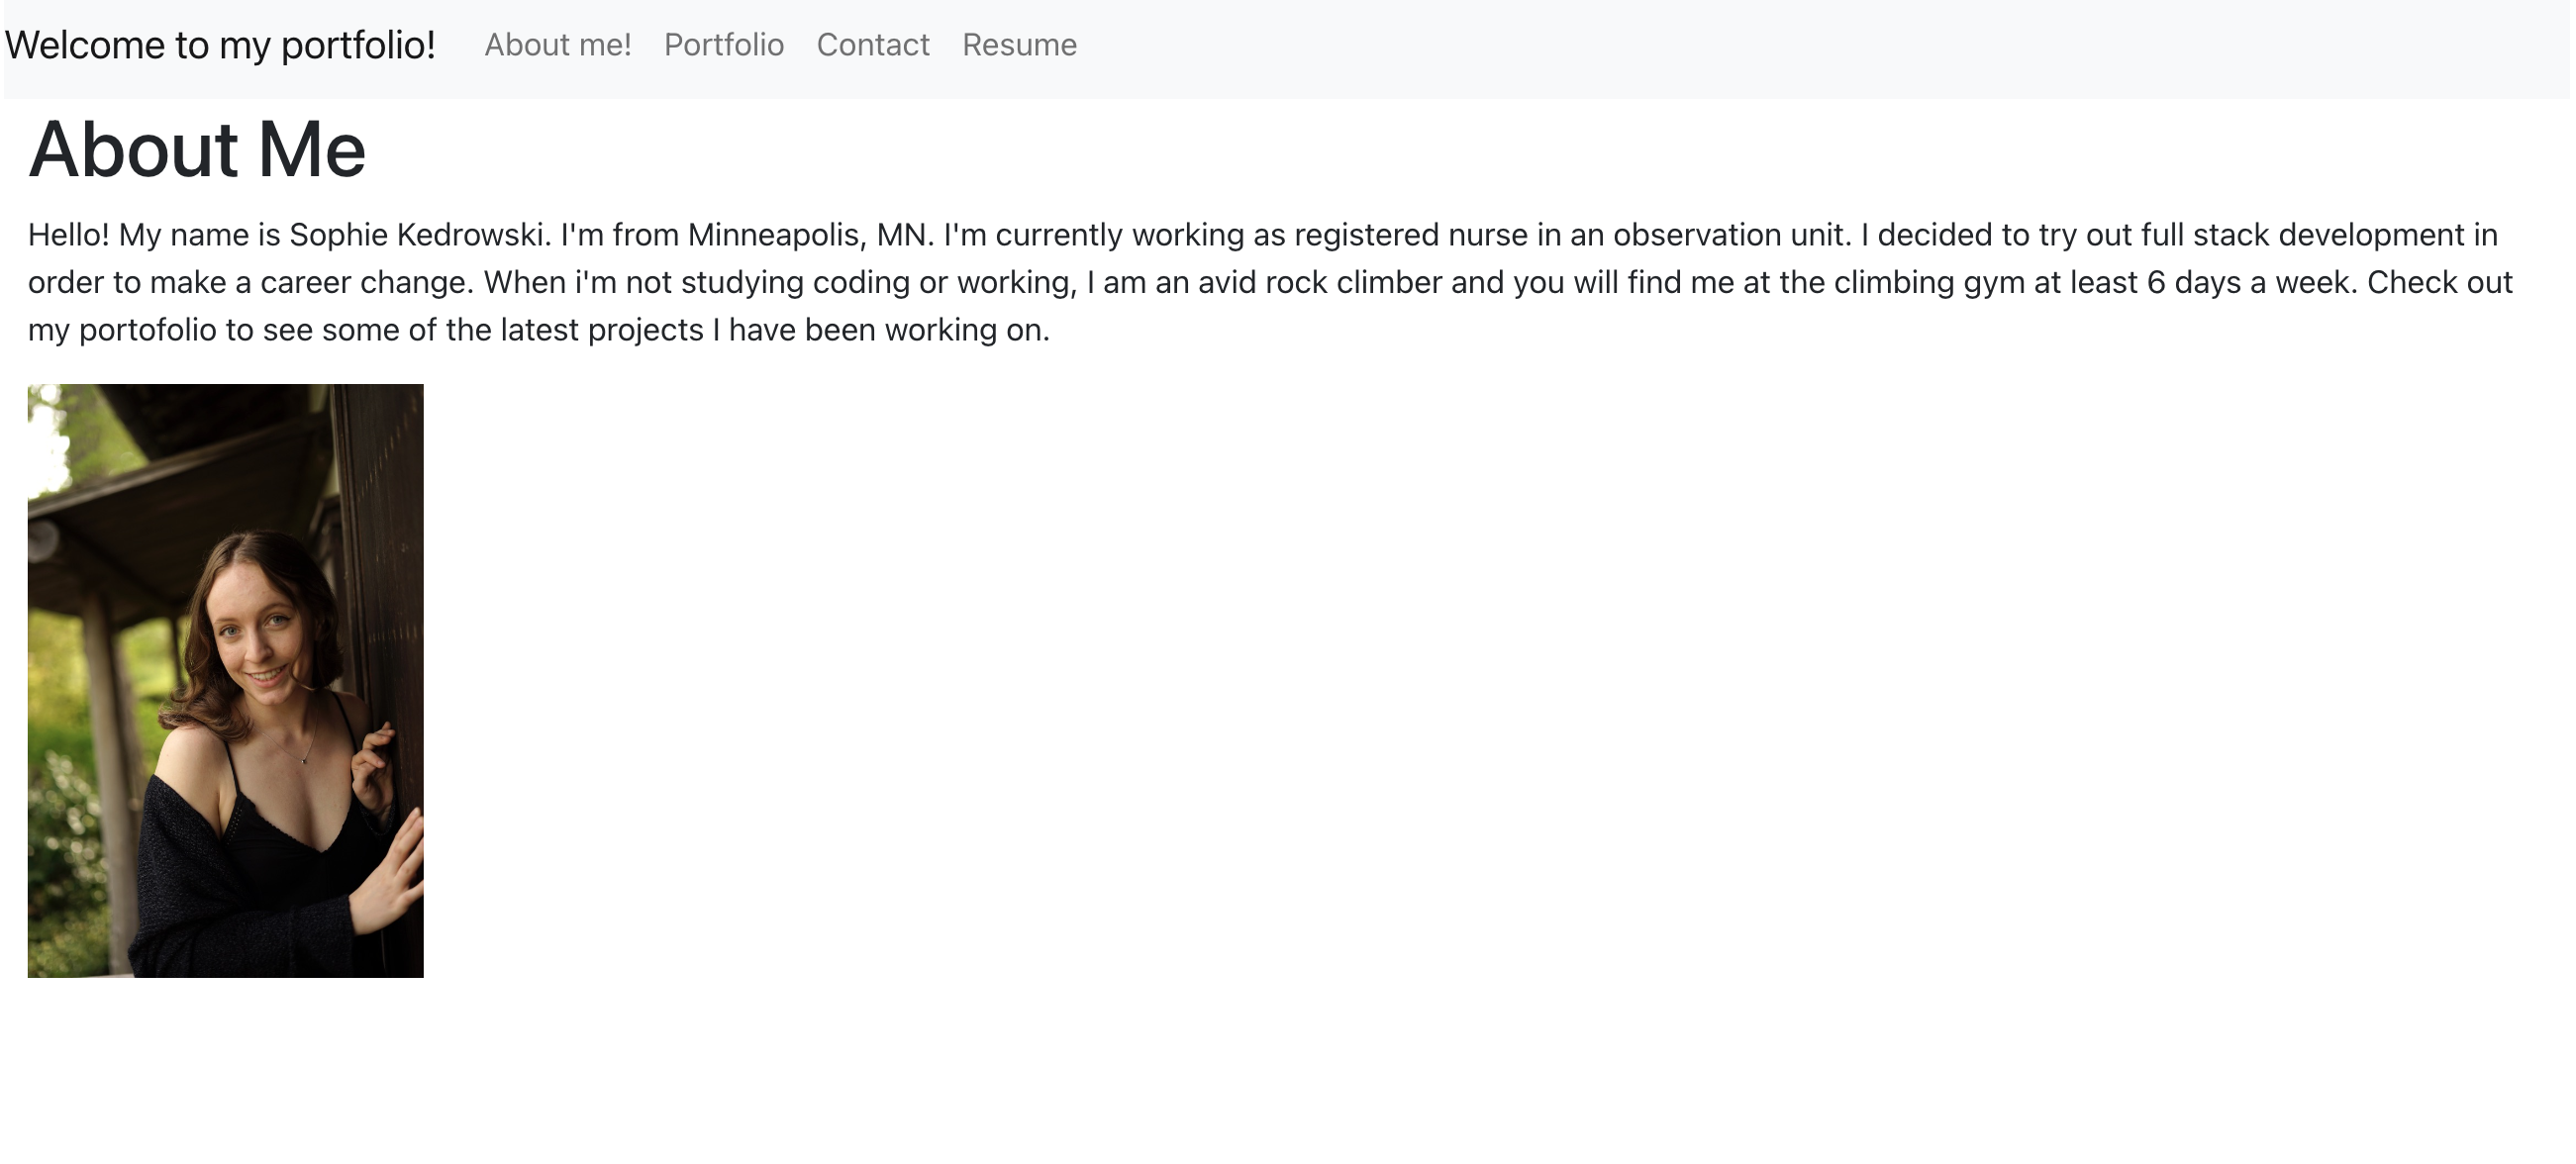 Welcome to my portfolio! About me! Portfolio Contact Resume
About Me
Hello! My name is Sophie Kedrowski. I'm from Minneapolis, MN. I'm currently working as registered nurse in an observation unit. I decided to try out full stack development in
order to make a career change. When i'm not studying coding or working, I am an avid rock climber and you will find me at the climbing gym at least 6 days a week. Check out
my portofolio to see some of the latest projects I have been working on.